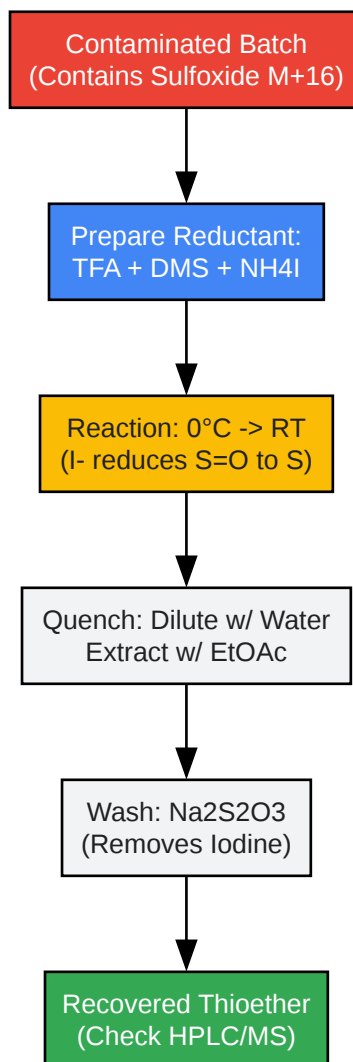 Contaminated Batch
(Contains Sulfoxide M+16)
Prepare Reductant:
TFA + DMS + NH4I
Reaction: 0°C -> RT
(I- reduces S=O to S)
Quench: Dilute w/ Water
Extract w/ EtOAc
Wash: Na2S2O3
(Removes Iodine)
Recovered Thioether
(Check HPLC/MS)